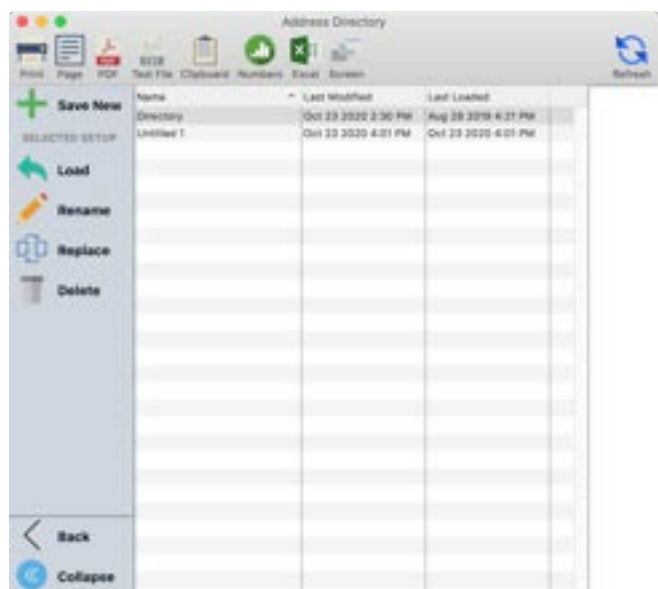 Address Directory
Print Page PDF Text File Clipboard Numbers Excel Screen Refresh
Save New
SELECTED SETUP
Load
Rename
Replace
Delete
Back
Collapse
Name Last Modified Last Loaded
Directory Oct 23 2020 2:30 PM Aug 28 2019 4:31 PM
Untitled 1 Oct 23 2020 4:01 PM Oct 23 2020 4:01 PM